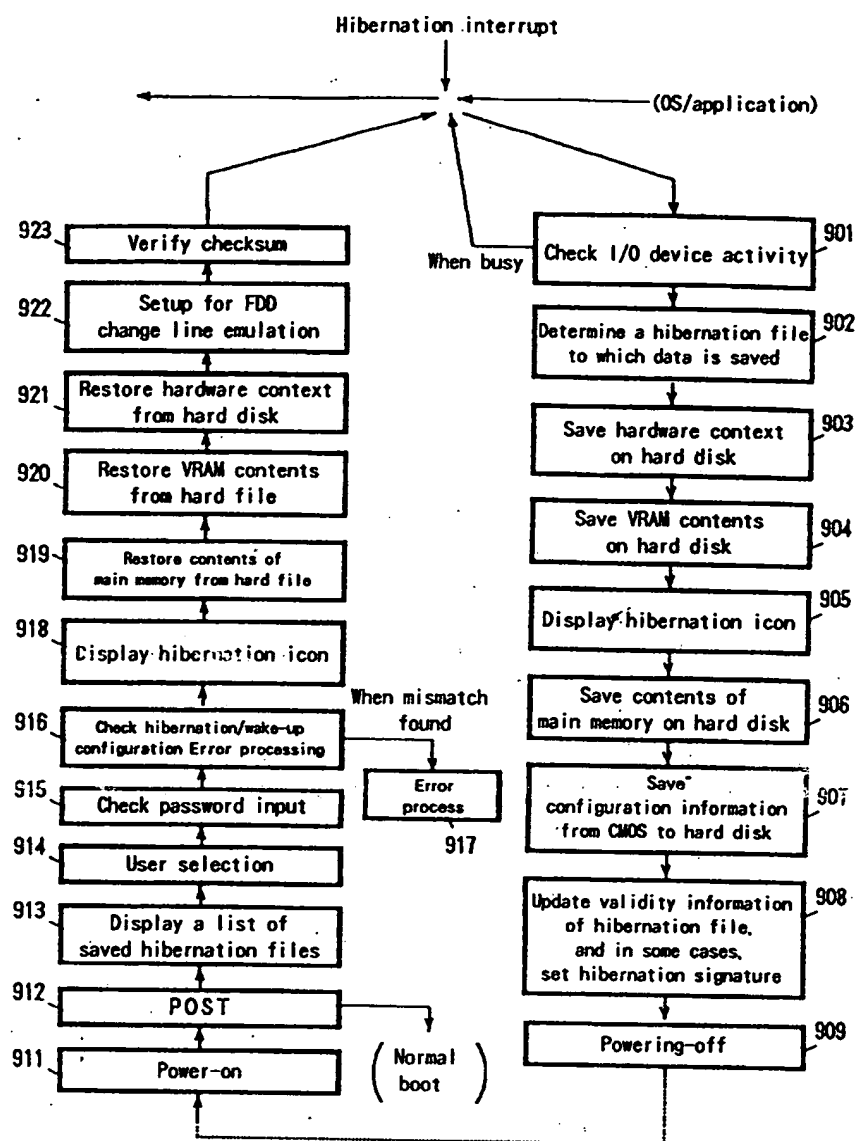 Hibernation interrupt
(OS/application)
923
Verify checksum
922
Setup for FDD
change line emulation
921
Restore hardware context
from hard disk
920
Restore VRAM contents
from hard file
919
Restore contents of
main memory from hard file
918
Display hibernation icon
916
Check hibernation/wake-up
configuration Error processing
When mismatch
found
Error
process
917
915
Check password input
914
User selection
913
Display a list of
saved hibernation files
912
POST
(Normal
boot)
911
Power-on
When busy
901
Check I/O device activity
902
Determine a hibernation file
to which data is saved
903
Save hardware context
on hard disk
904
Save VRAM contents
on hard disk
905
Display hibernation icon
906
Save contents of
main memory on hard disk
907
Save
configuration information
from CMOS to hard disk
908
Update validity information
of hibernation file,
and in some cases,
set hibernation signature
909
Powering-off